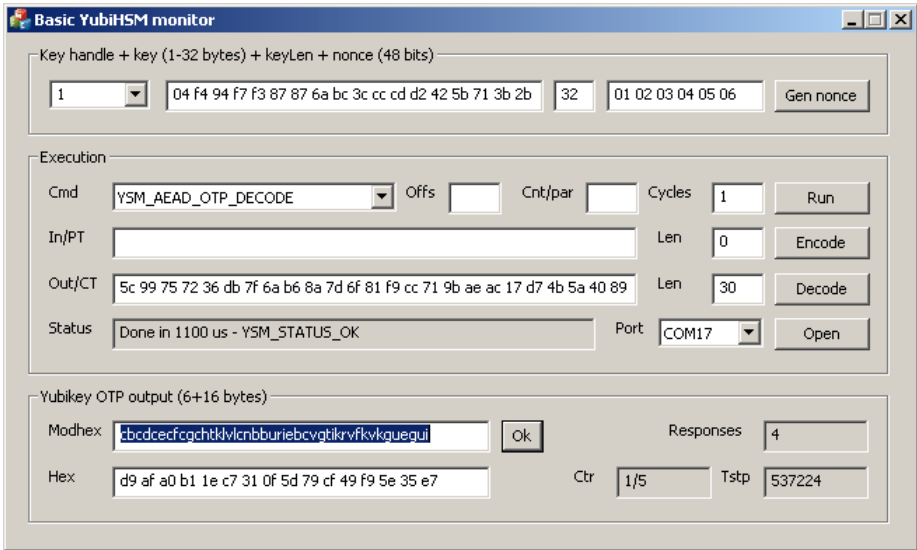 Basic YubiHSM monitor
Key handle + key (1-32 bytes) + keyLen + nonce (48 bits)
1 04 f4 94 f7 f3 87 87 6a bc 3c cc cd d2 42 5b 71 3b 2b 32 01 02 03 04 05 06 Gen nonce
Execution
Cmd YSM_AEAD_OTP_DECODE Offs Cnt/par Cycles 1 Run
In/PT Len 0 Encode
Out/CT 5c 99 75 72 36 db 7f 6a b6 8a 7d 6f 81 f9 cc 71 9b ae ac 17 d7 4b 5a 40 89 Len 30 Decode
Status Done in 1100 us - YSM_STATUS_OK Port COM17 Open
Yubikey OTP output (6+16 bytes)
Modhex cbcdcecfcgchtklvlcnbburiebcvgtikrvfkvkguegui Ok Responses 4
Hex d9 af a0 b1 1e c7 31 0f 5d 79 cf 49 f9 5e 35 e7 Ctr 1/5 Tstp 537224